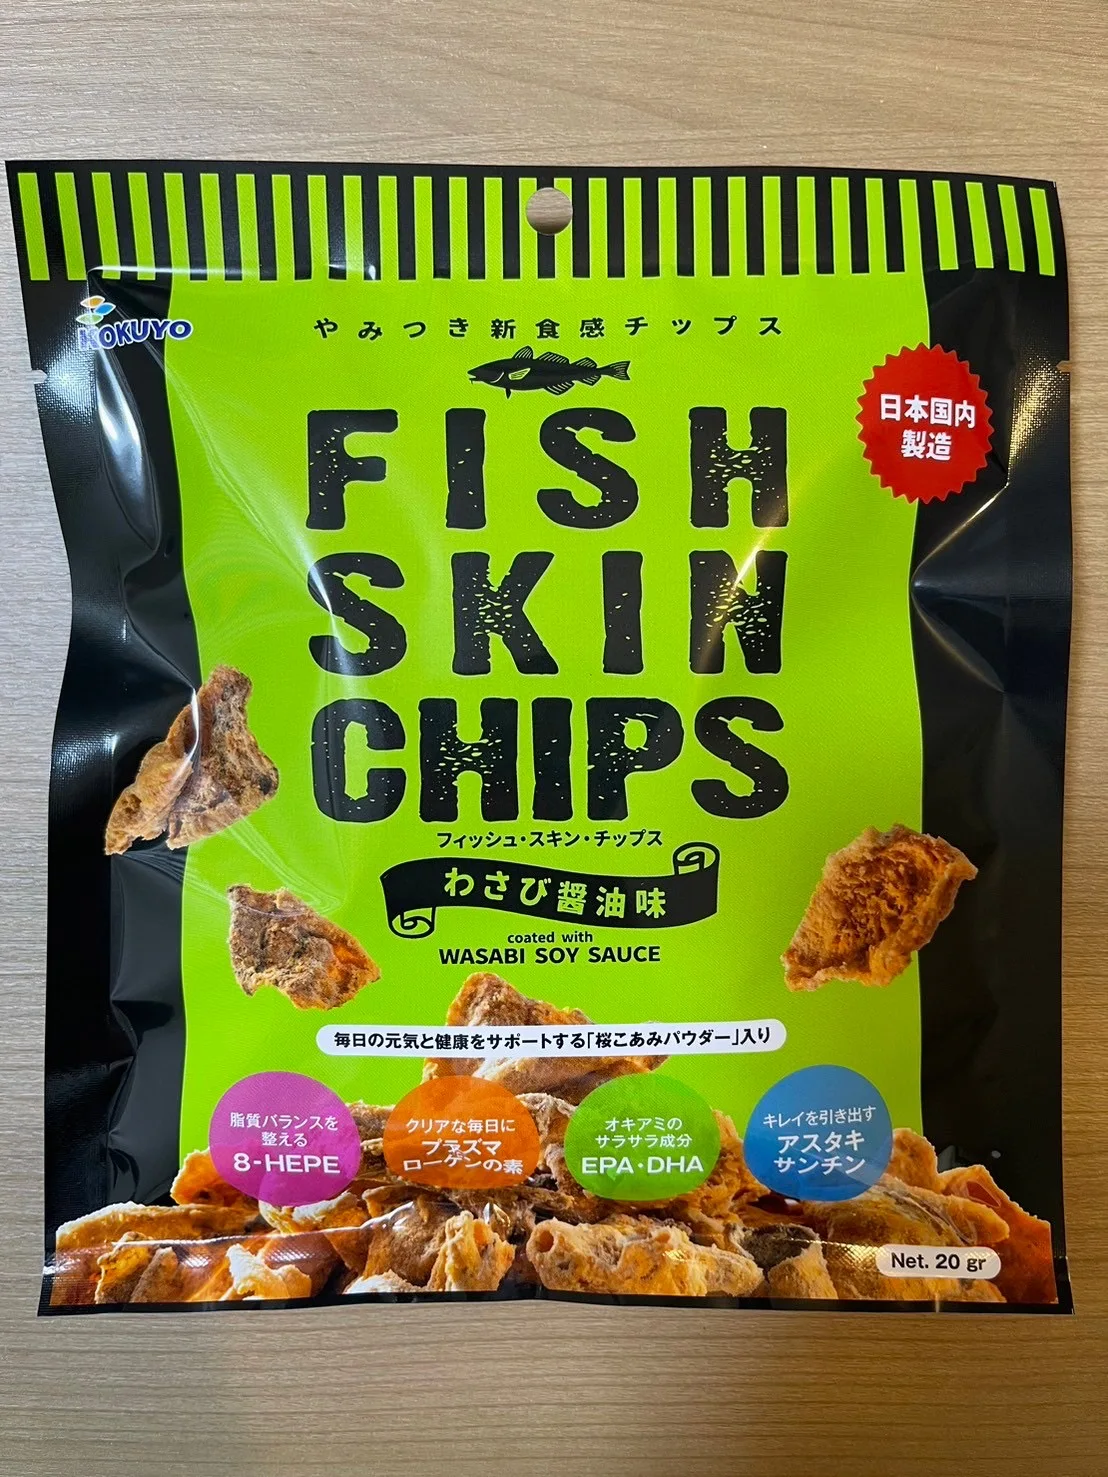 KOKUYO
やみつき新食感チップス
日本国内
製造
FISH
SKIN
CHIPS
フィッシュ・スキン・チップス
わさび醤油味
coated with
WASABI SOY SAUCE
毎日の元気と健康をサポートする「桜こあみパウダー」入り
脂質バランスを
整える
8-HEPE
クリアな毎日に
プラズマ
ローゲンの素
オキアミの
サラサラ成分
EPA・DHA
キレイを引き出す
アスタキ
サンチン
Net. 20 gr